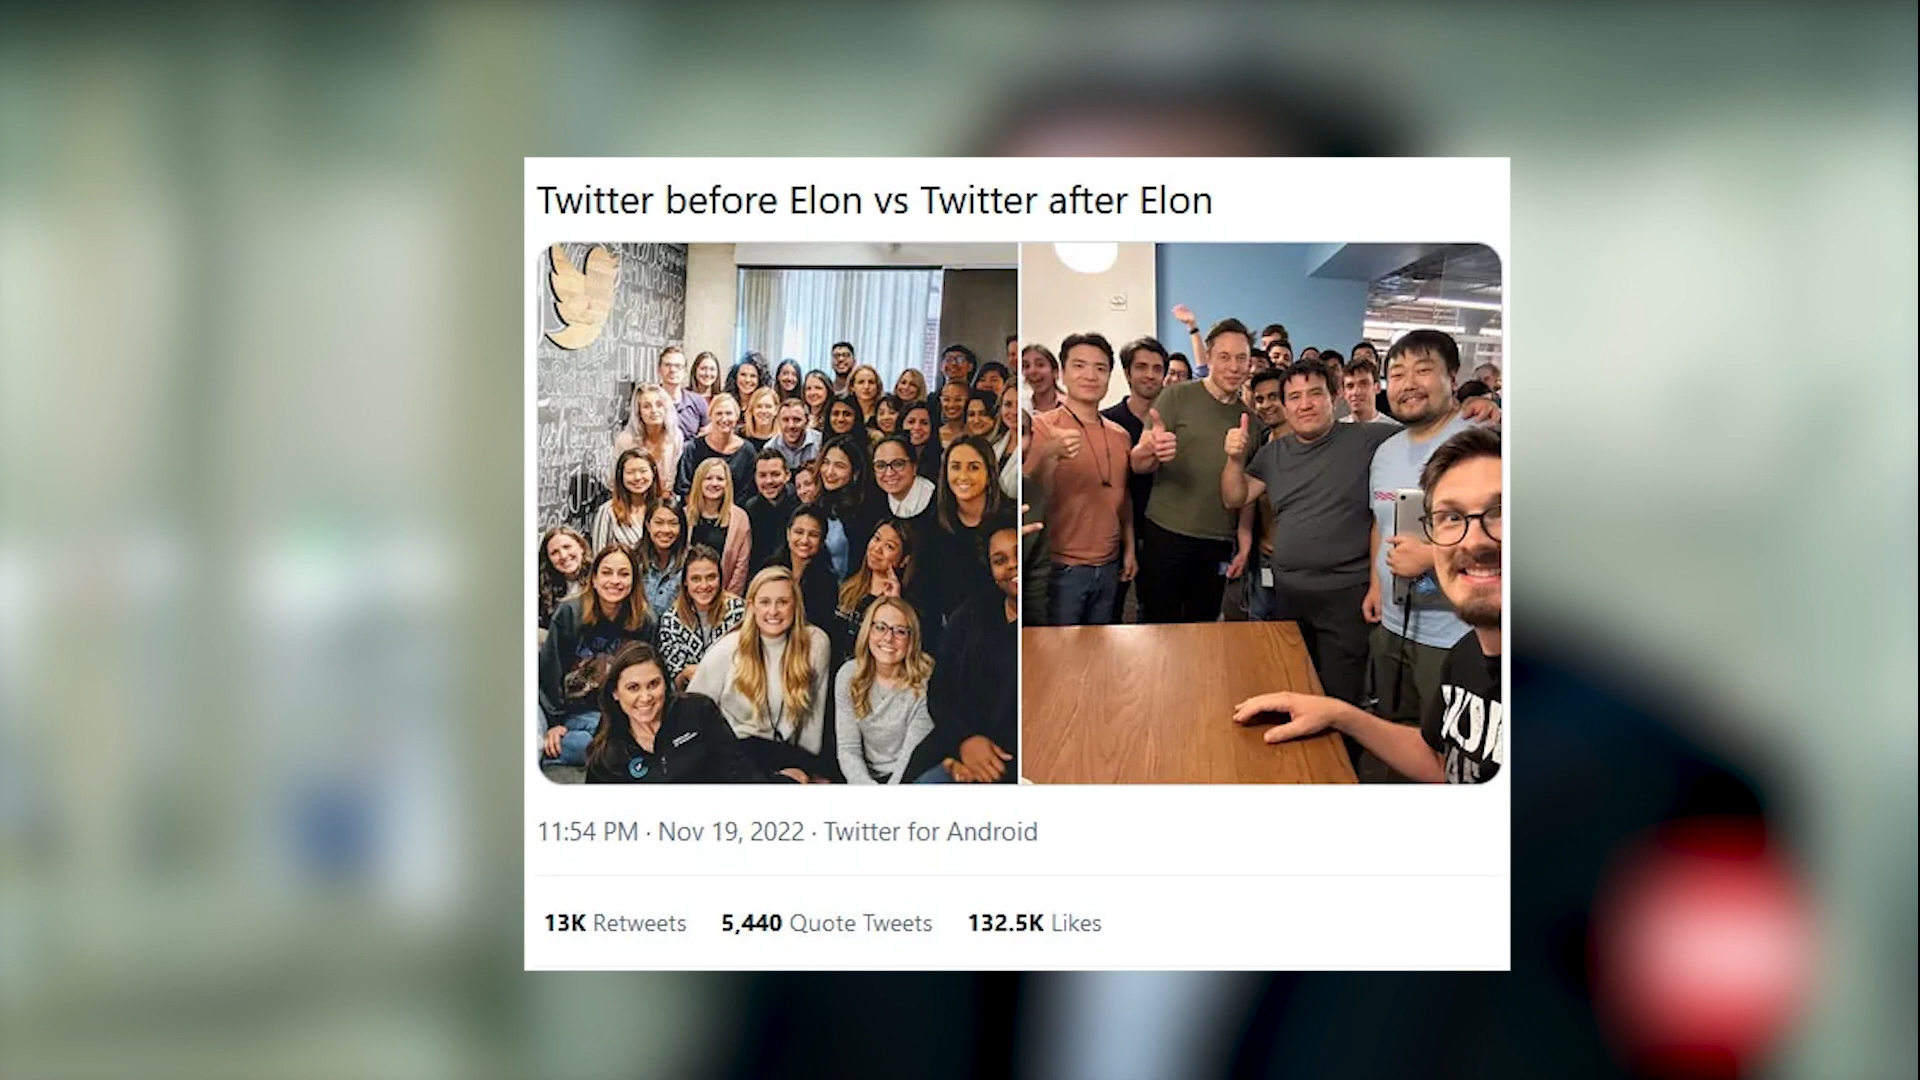 Twitter before Elon vs Twitter after Elon
11:54 PM · Nov 19, 2022 · Twitter for Android
13K Retweets 5,440 Quote Tweets 132.5K Likes